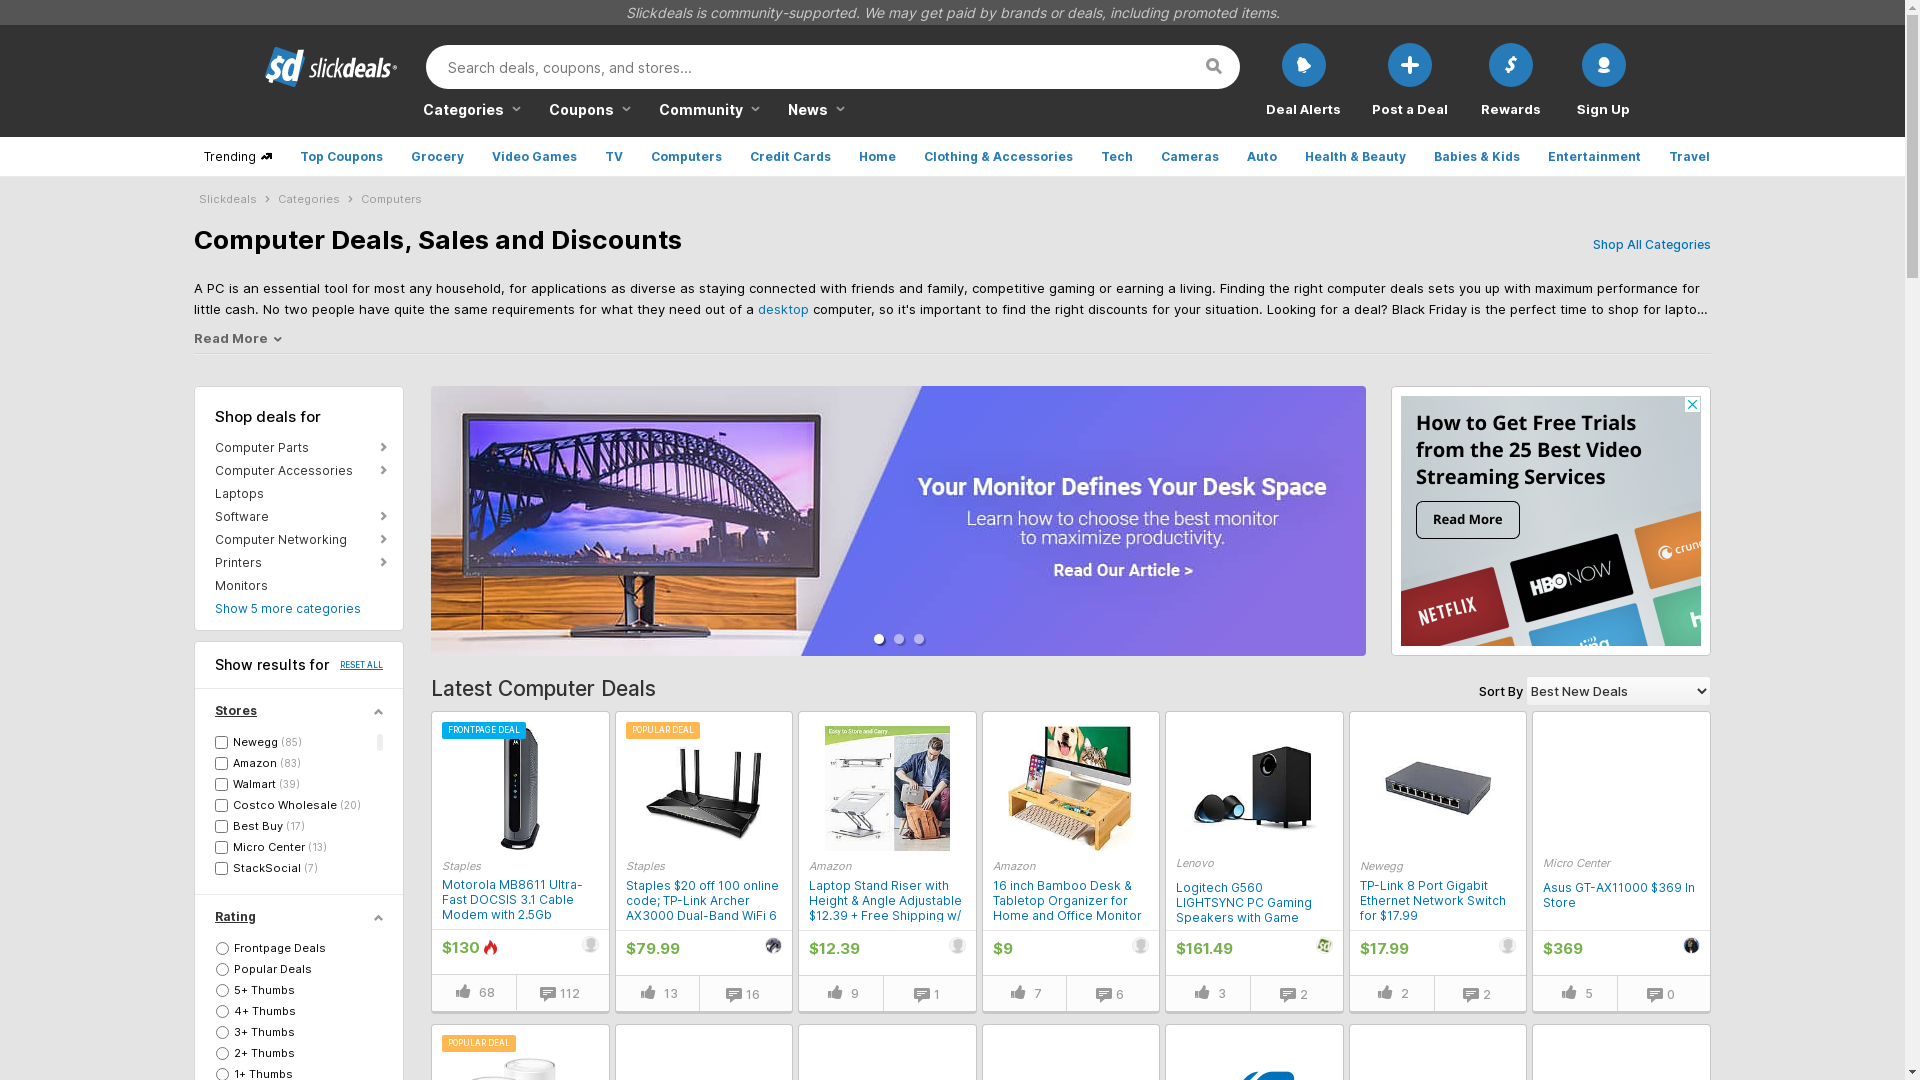 Slickdeals is community-supported. We may get paid by brands or deals, including promoted items.
slickdeals
Search deals, coupons, and stores...
Deal Alerts
Post a Deal
Rewards
Sign Up
Categories
Coupons
Community
News
Trending
Top Coupons
Grocery
Video Games
TV
Computers
Credit Cards
Home
Clothing & Accessories
Tech
Cameras
Auto
Health & Beauty
Babies & Kids
Entertainment
Travel
Slickdeals
Categories
Computers
Computer Deals, Sales and Discounts
Shop All Categories
A PC is an essential tool for most any household, for applications as diverse as staying connected with friends and family, competitive gaming or earning a living. Finding the right computer deals sets you up with maximum performance for
little cash. No two people have quite the same requirements for what they need out of a desktop computer, so it's important to find the right discounts for your situation. Looking for a deal? Black Friday is the perfect time to shop for lapto...
Read More
Shop deals for
Computer Parts
Computer Accessories
Laptops
Software
Computer Networking
Printers
Monitors
Show 5 more categories
Show results for
RESET ALL
Stores
Newegg (85)
Amazon (83)
Walmart (39)
Costco Wholesale (20)
Best Buy (17)
Micro Center (13)
StackSocial (7)
Rating
Frontpage Deals
Popular Deals
5+ Thumbs
4+ Thumbs
3+ Thumbs
2+ Thumbs
1+ Thumbs
Your Monitor Defines Your Desk Space
Learn how to choose the best monitor
to maximize productivity.
Read Our Article >
How to Get Free Trials
from the 25 Best Video
Streaming Services
Read More
NETFLIX
HBO NOW
crunc
Latest Computer Deals
Sort By
Best New Deals
FRONTPAGE DEAL
Staples
Motorola MB8611 Ultra-
Fast DOCSIS 3.1 Cable
Modem with 2.5Gb
$130
68
112
POPULAR DEAL
Staples
Staples $20 off 100 online
code; TP-Link Archer
AX3000 Dual-Band WiFi 6
$79.99
13
16
Easy to Store and Carry
Amazon
Laptop Stand Riser with
Height & Angle Adjustable
$12.39 + Free Shipping w/
$12.39
9
1
Amazon
16 inch Bamboo Desk &
Tabletop Organizer for
Home and Office Monitor
$9
7
6
Lenovo
Logitech G560
LIGHTSYNC PC Gaming
Speakers with Game
$161.49
3
2
Newegg
TP-Link 8 Port Gigabit
Ethernet Network Switch
for $17.99
$17.99
2
2
Micro Center
Asus GT-AX11000 $369 In
Store
$369
5
0
POPULAR DEAL